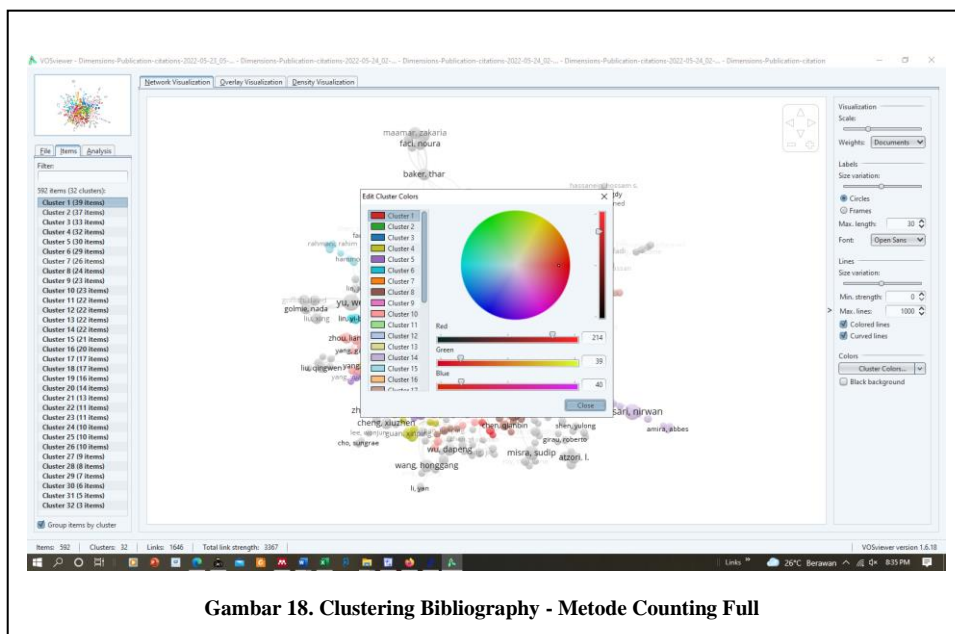 VOSviewer - Dimensions-Publication-citations-2022-05-23_05-... - Dimensions-Publication-citations-2022-05-24_02-... - Dimensions-Publication-citations-2022-05-24_02-... - Dimensions-Publication-citation
Network Visualization Overlay Visualization Density Visualization
File Items Analysis
Filter:
592 items (32 clusters):
Cluster 1 (39 items)
Cluster 2 (37 items)
Cluster 3 (33 items)
Cluster 4 (32 items)
Cluster 5 (30 items)
Cluster 6 (29 items)
Cluster 7 (26 items)
Cluster 8 (24 items)
Cluster 9 (23 items)
Cluster 10 (23 items)
Cluster 11 (22 items)
Cluster 12 (22 items)
Cluster 13 (22 items)
Cluster 14 (22 items)
Cluster 15 (21 items)
Cluster 16 (20 items)
Cluster 17 (17 items)
Cluster 18 (17 items)
Cluster 19 (16 items)
Cluster 20 (14 items)
Cluster 21 (13 items)
Cluster 22 (11 items)
Cluster 23 (11 items)
Cluster 24 (10 items)
Cluster 25 (10 items)
Cluster 26 (10 items)
Cluster 27 (9 items)
Cluster 28 (8 items)
Cluster 29 (7 items)
Cluster 30 (6 items)
Cluster 31 (5 items)
Cluster 32 (3 items)
Group items by cluster
maamar, zakaria
faci, noura
baker, thar
golmie, nada
liu, xing
yu, we
lin, yi-b
zhou, lian
liu, qingwen
yang
zh
cheng, xiuzhen
cho, sungrae
chen, qianbin
wu, dapeng
wang, honggang
li, yan
misra, sudip
girau, roberto
atzori, l.
shen, yulong
sari, nirwan
amira, abbes
Edit Cluster Colors
Cluster 1
Cluster 2
Cluster 3
Cluster 4
Cluster 5
Cluster 6
Cluster 7
Cluster 8
Cluster 9
Cluster 10
Cluster 11
Cluster 12
Cluster 13
Cluster 14
Cluster 15
Cluster 16
Cluster 17
Red
214
Green
39
Blue
40
Close
Visualization
Scale:
Weights: Documents
Labels
Size variation:
Circles
Frames
Max. length: 30
Font: Open Sans
Lines
Size variation:
Min. strength: 0
Max. lines: 1000
Colored lines
Curved lines
Colors
Cluster Colors...
Black background
Items: 592 Clusters: 32 Links: 1646 Total link strength: 3367 VOSviewer version 1.6.18
Links 26°C Berawan 8:35 PM
Gambar 18. Clustering Bibliography - Metode Counting Full